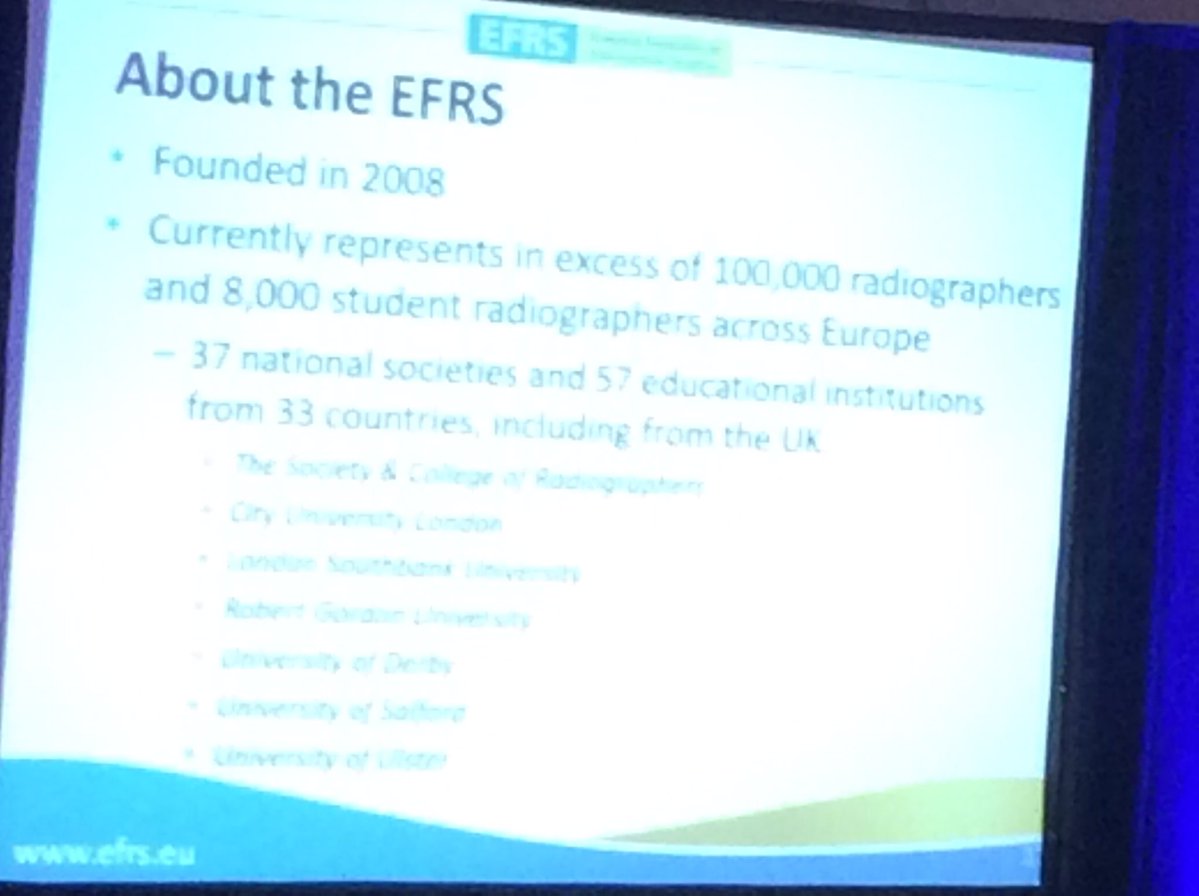 EFRS
About the EFRS
• Founded in 2008
• Currently represents in excess of 100,000 radiographers
and 8,000 student radiographers across Europe
– 37 national societies and 57 educational institutions
from 33 countries, including from the UK
• The Society & College of Radiographers
• City University London
• London Southbank University
• Robert Gordon University
• University of Derby
• University of Salford
• University of Ulster
www.efrs.eu